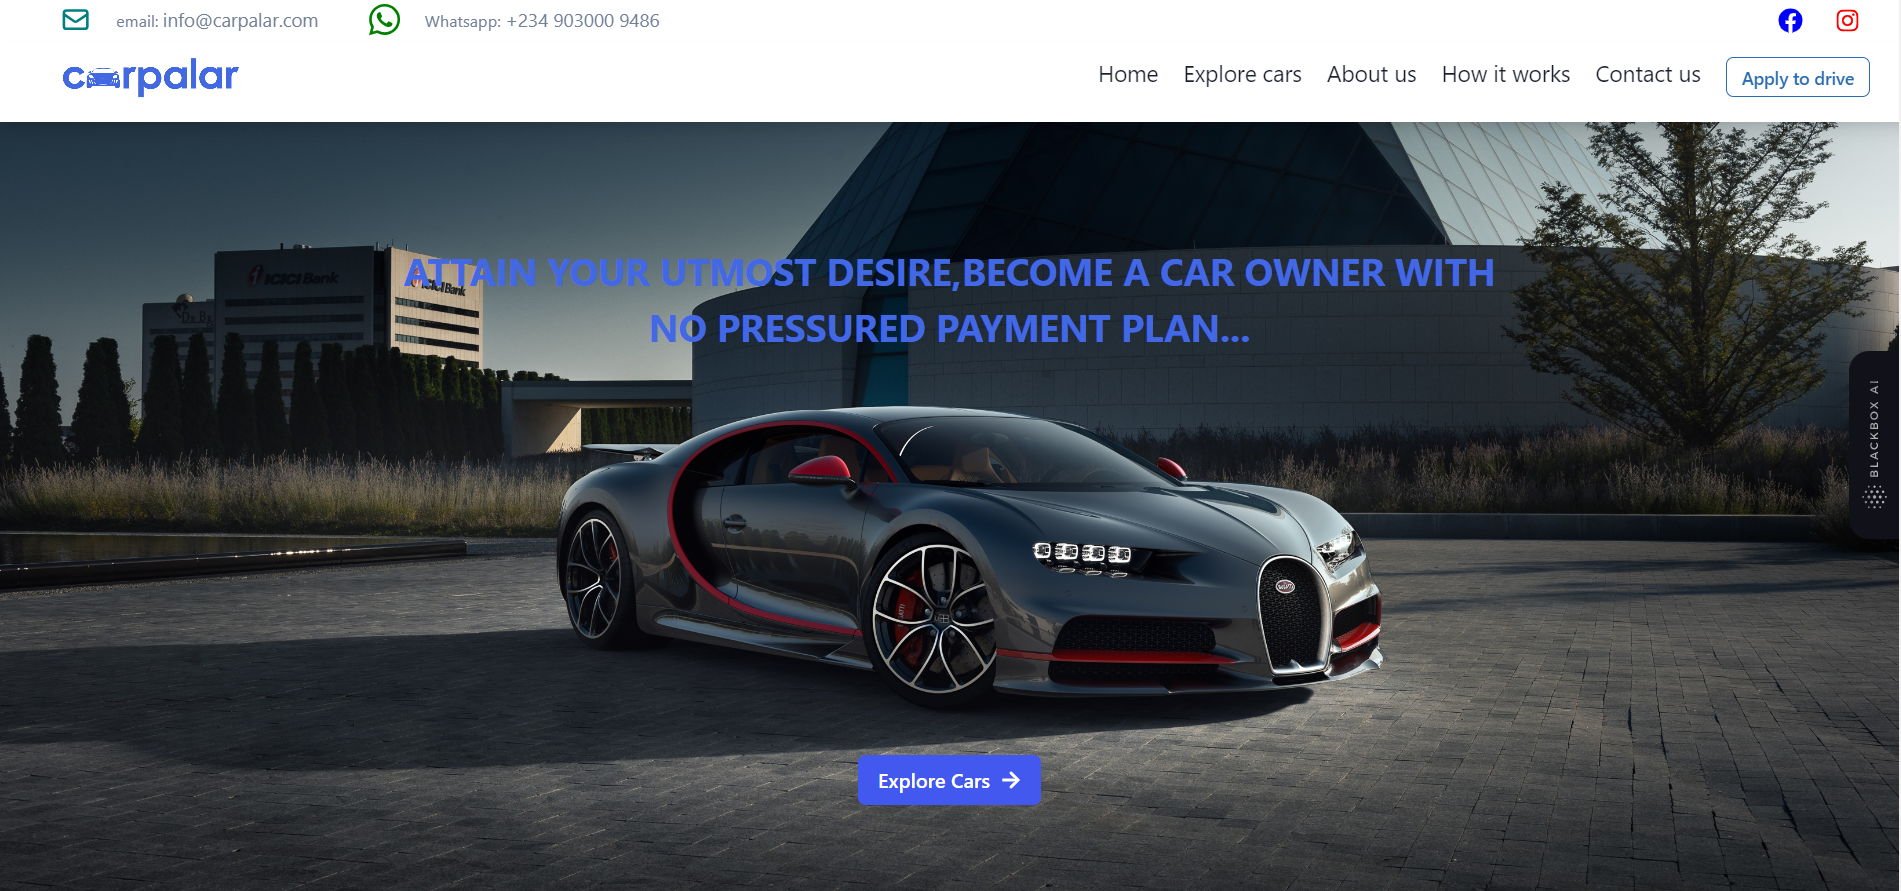 email: info@carpalar.com
Whatsapp: +234 903000 9486
carpalar
Home
Explore cars
About us
How it works
Contact us
Apply to drive
ATTAIN YOUR UTMOST DESIRE,BECOME A CAR OWNER WITH
NO PRESSURED PAYMENT PLAN...
ICICI Bank
ICICI Bank
BLACKBOX AI
Explore Cars